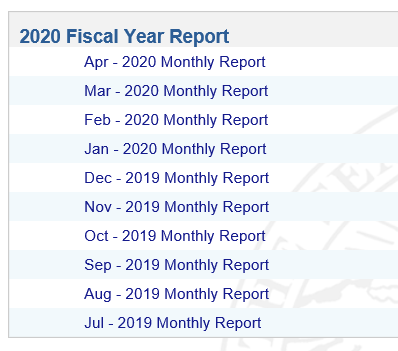 2020 Fiscal Year Report
Apr - 2020 Monthly Report
Mar - 2020 Monthly Report
Feb - 2020 Monthly Report
Jan - 2020 Monthly Report
Dec - 2019 Monthly Report
Nov - 2019 Monthly Report
Oct - 2019 Monthly Report
Sep - 2019 Monthly Report
Aug - 2019 Monthly Report
Jul - 2019 Monthly Report